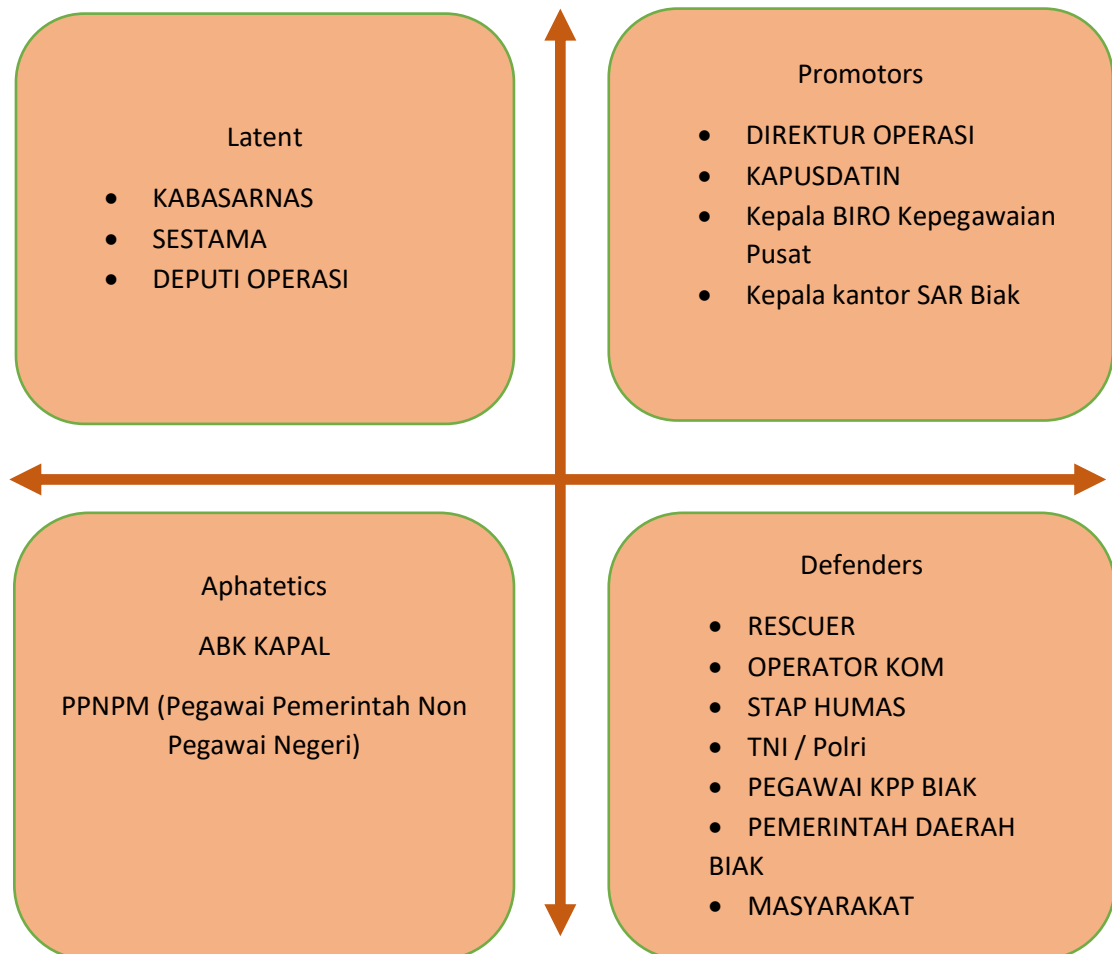 Latent
• KABASARNAS
• SESTAMA
• DEPUTI OPERASI
Promotors
• DIREKTUR OPERASI
• KAPUSDATIN
• Kepala BIRO Kepegawaian
Pusat
• Kepala kantor SAR Biak
Aphatetics
ABK KAPAL
PPNPM (Pegawai Pemerintah Non
Pegawai Negeri)
Defenders
• RESCUER
• OPERATOR KOM
• STAP HUMAS
• TNI / Polri
• PEGAWAI KPP BIAK
• PEMERINTAH DAERAH
BIAK
• MASYARAKAT